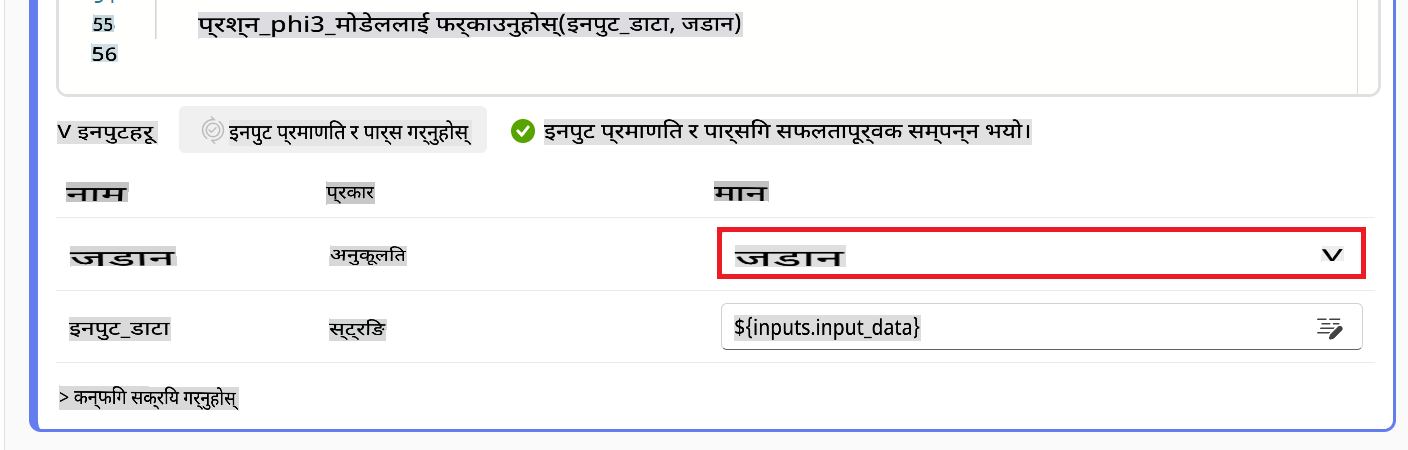 55 प्रश्न_phi3_मोडेललाई फर्काउनुहोस्(इनपुट_डाटा, जडान)
56
V इनपुटहरू इनपुट प्रमाणित र पार्स गर्नुहोस् इनपुट प्रमाणित र पार्सिग सफलतापूर्वक सम्पन्न भयो।
नाम प्रकार मान
जडान अनुकूलित जडान V
इनपुट_डाटा स्ट्रिङ ${inputs.input_data}
> कन्फिग सक्रिय गर्नुहोस्